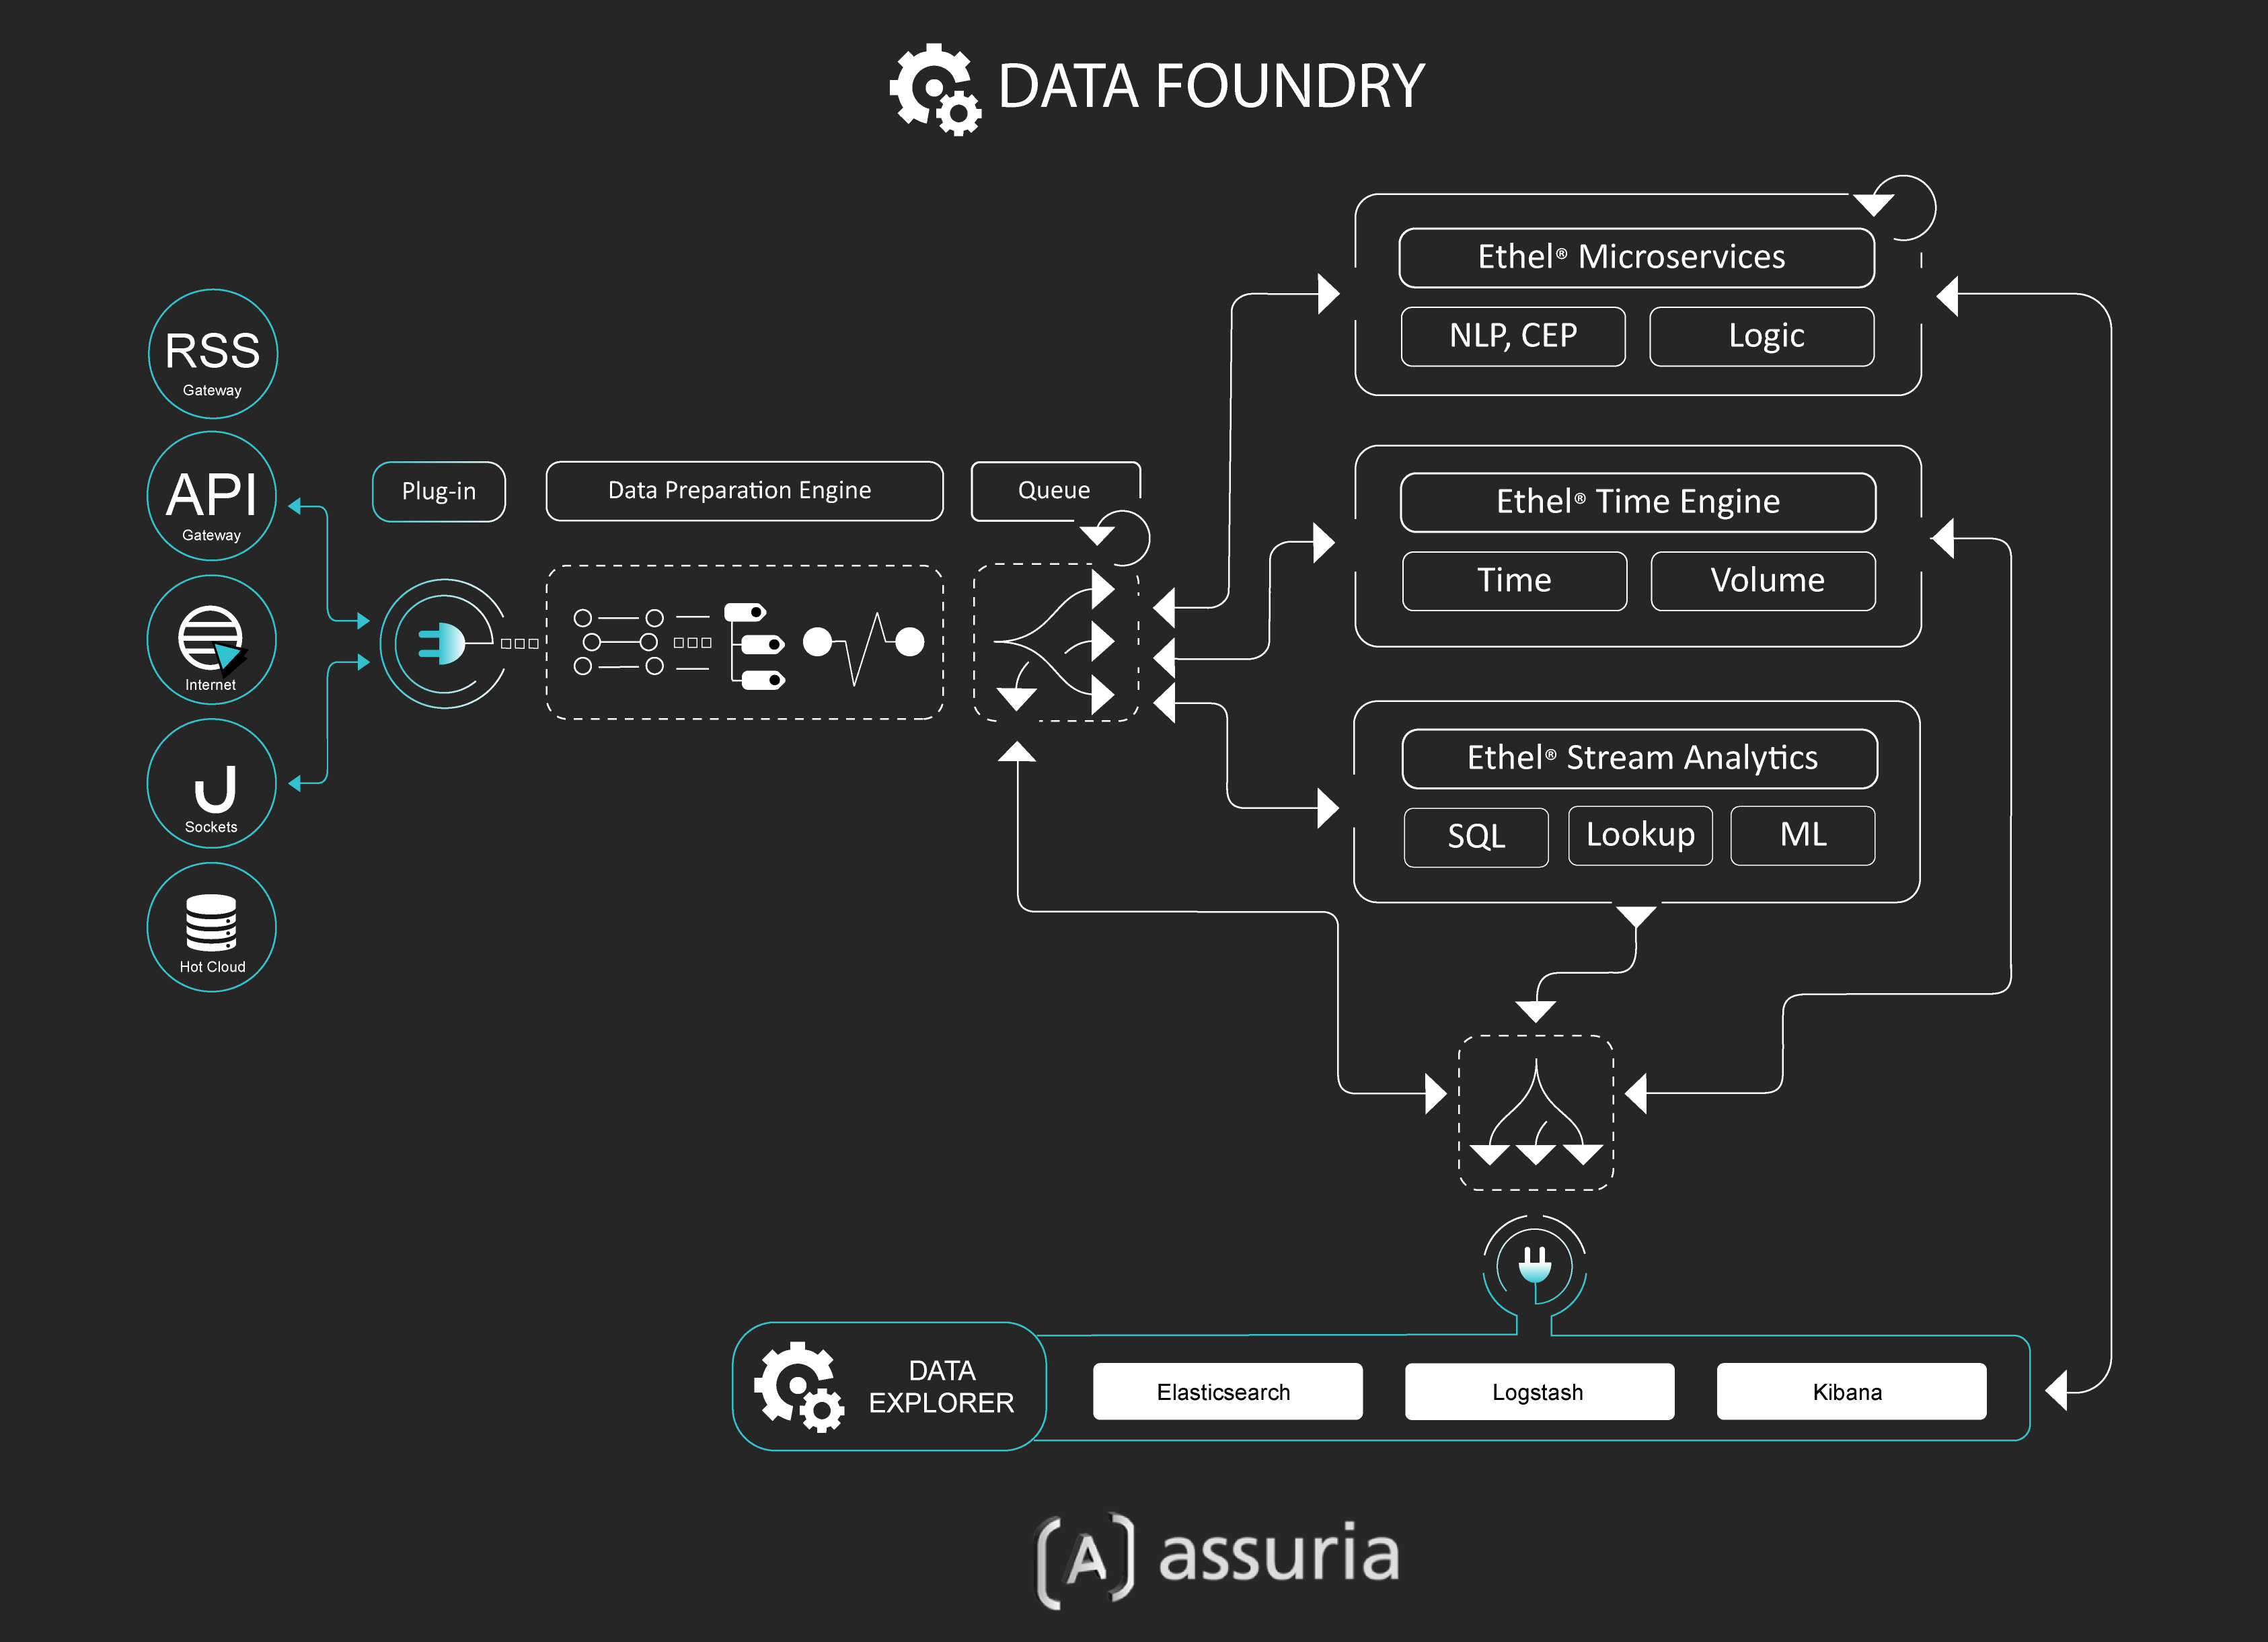 DATA FOUNDRY
RSS
Gateway
API
Gateway
Internet
Sockets
Hot Cloud
Plug-in
Data Preparation Engine
Queue
Ethel® Microservices
NLP, CEP
Logic
Ethel® Time Engine
Time
Volume
Ethel® Stream Analytics
SQL
Lookup
ML
DATA
EXPLORER
Elasticsearch
Logstash
Kibana
(A) assuria